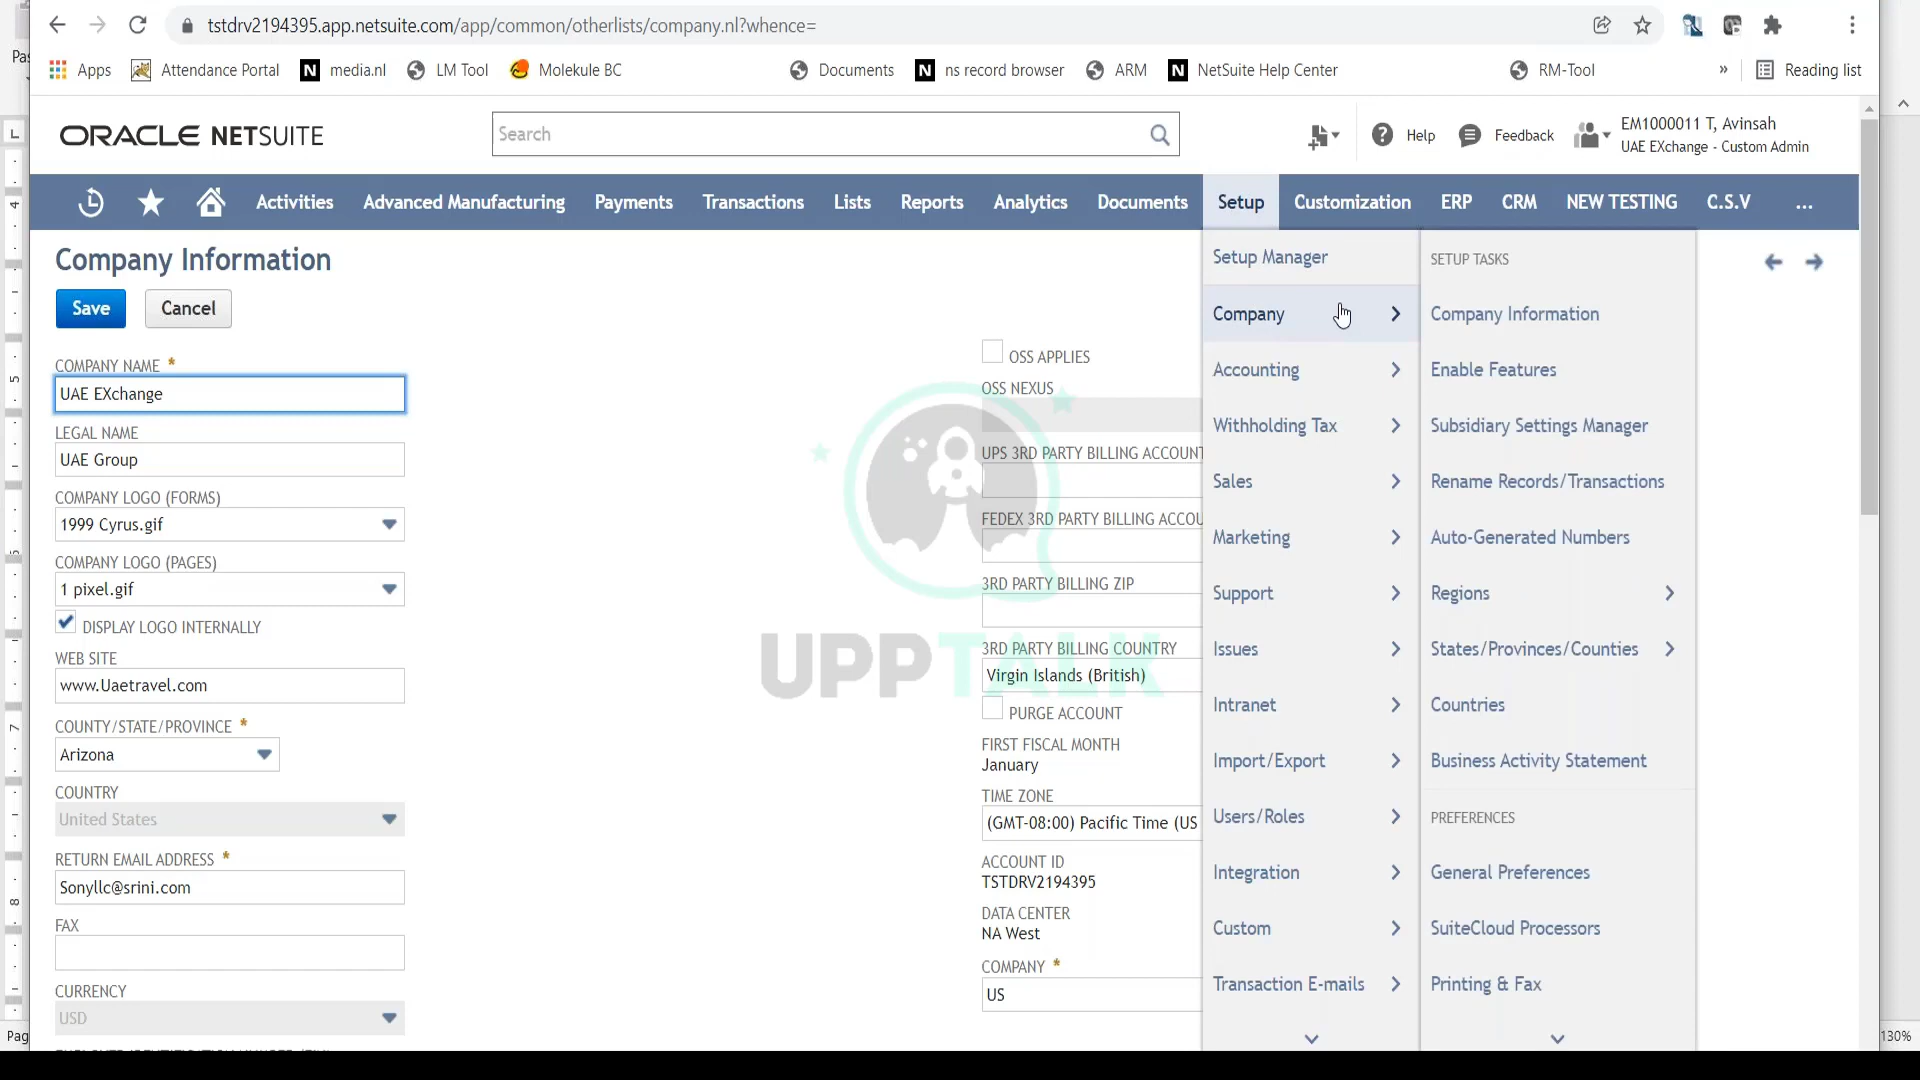 tstdrv2194395.app.netsuite.com/app/common/otherlists/company.nl?whence=
Apps Attendance Portal media.nl LM Tool Molekule BC Documents ns record browser ARM NetSuite Help Center RM-Tool » Reading list
ORACLE NETSUITE
Search
Help
Feedback
EM1000011 T, Avinsah
UAE EXchange - Custom Admin
Activities Advanced Manufacturing Payments Transactions Lists Reports Analytics Documents Setup Customization ERP CRM NEW TESTING C.S.V ...
Company Information
Save Cancel
COMPANY NAME *
UAE EXchange
LEGAL NAME
UAE Group
COMPANY LOGO (FORMS)
1999 Cyrus.gif
COMPANY LOGO (PAGES)
1 pixel.gif
DISPLAY LOGO INTERNALLY
WEB SITE
www.Uaetravel.com
COUNTY/STATE/PROVINCE *
Arizona
COUNTRY
United States
RETURN EMAIL ADDRESS *
Sonyllc@srini.com
FAX
CURRENCY
USD
UPPTALK
OSS APPLIES
OSS NEXUS
UPS 3RD PARTY BILLING ACCOUNT
FEDEX 3RD PARTY BILLING ACCOU
3RD PARTY BILLING ZIP
3RD PARTY BILLING COUNTRY
Virgin Islands (British)
PURGE ACCOUNT
FIRST FISCAL MONTH
January
TIME ZONE
(GMT-08:00) Pacific Time (US
ACCOUNT ID
TSTDRV2194395
DATA CENTER
NA West
COMPANY *
US
Setup Manager
Company
Accounting
Withholding Tax
Sales
Marketing
Support
Issues
Intranet
Import/Export
Users/Roles
Integration
Custom
Transaction E-mails
SETUP TASKS
Company Information
Enable Features
Subsidiary Settings Manager
Rename Records/Transactions
Auto-Generated Numbers
Regions
States/Provinces/Counties
Countries
Business Activity Statement
PREFERENCES
General Preferences
SuiteCloud Processors
Printing & Fax
Pas
L
4
5
7
8
Pag
130%